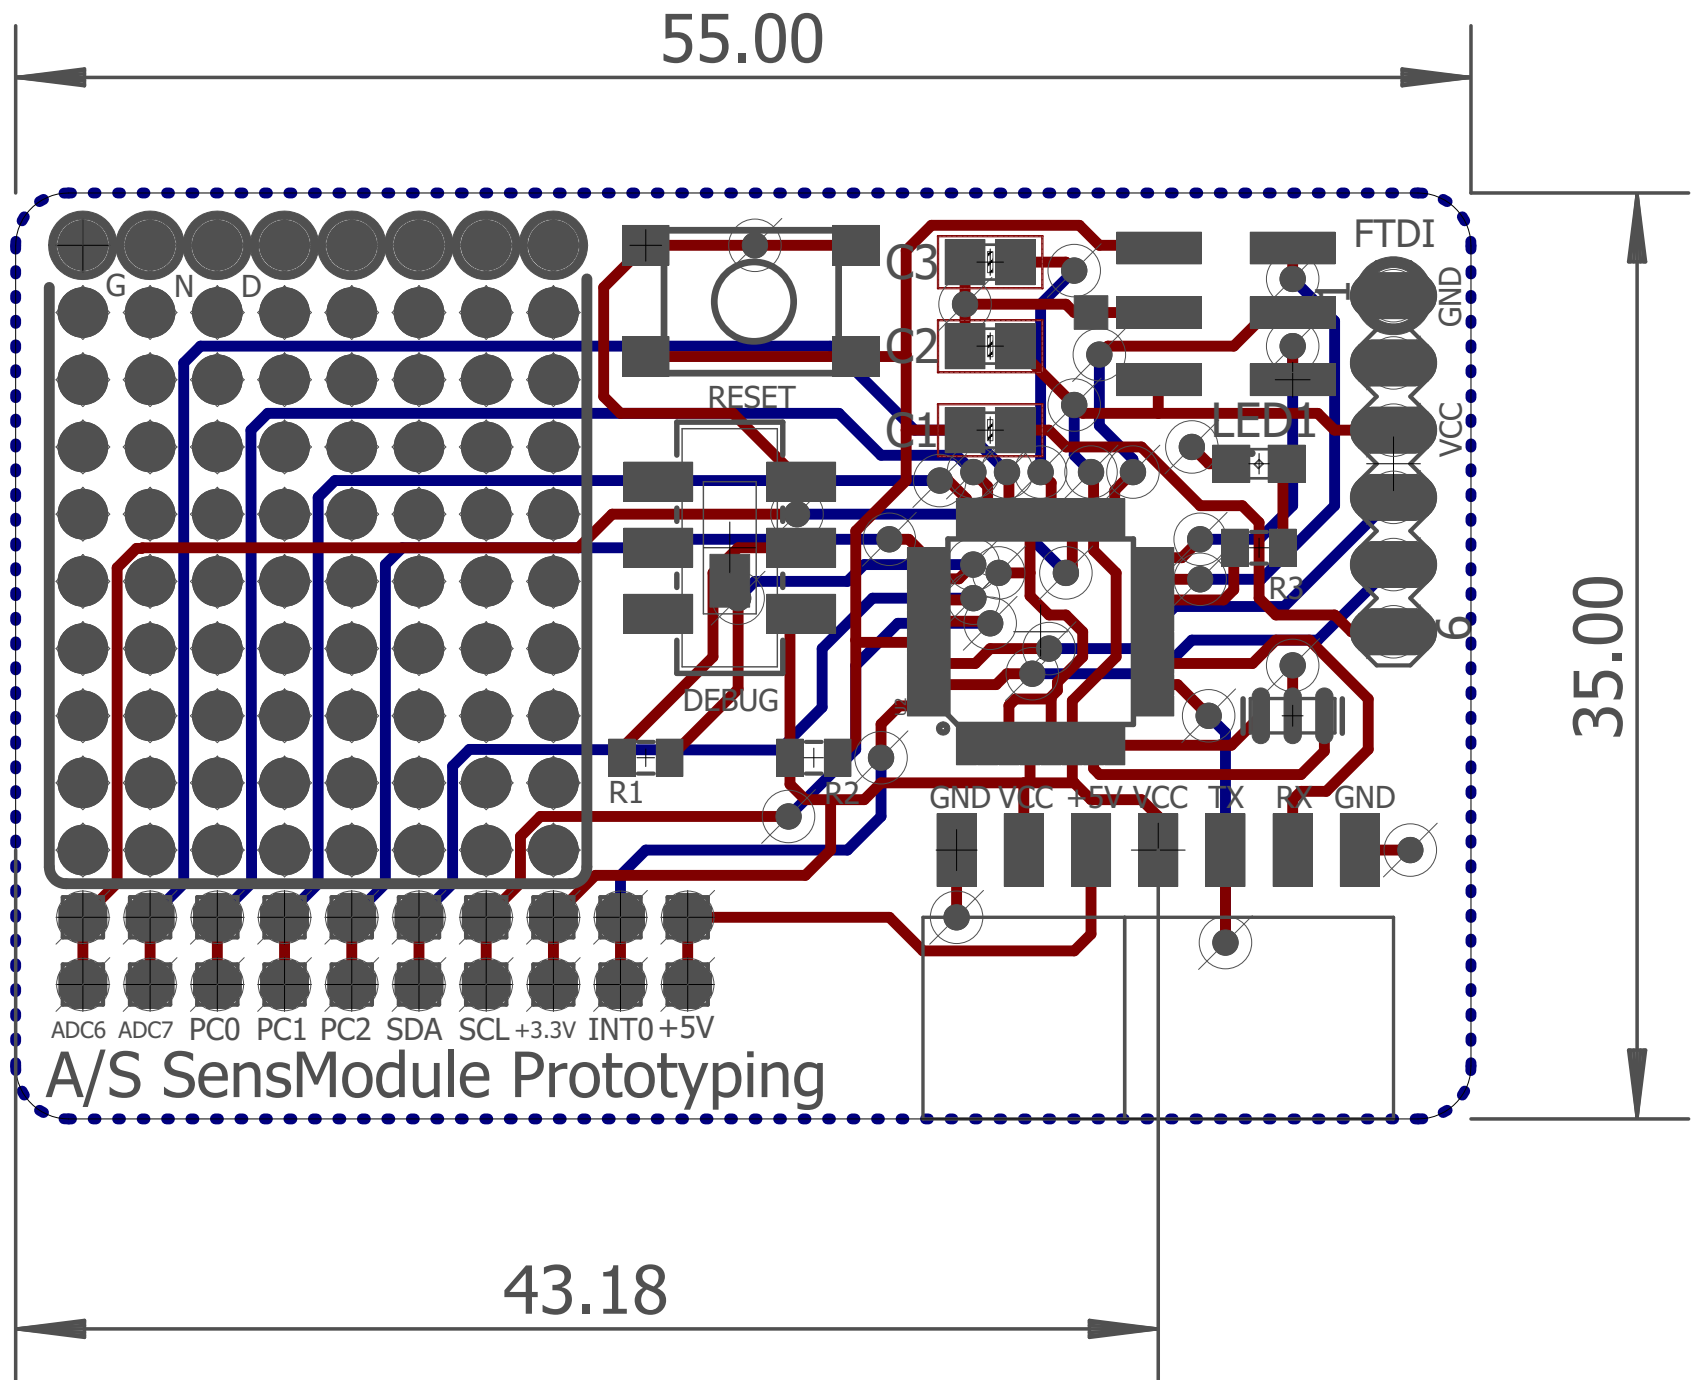 55.00
FTDI
G N D
C3
1
GND
C2
RESET
LED1
C1
VCC
R3
35.00
6
DEBUG
R1
R2
GND VCC +5V VCC TX RX GND
ADC6 ADC7 PC0 PC1 PC2 SDA SCL +3.3V INT0 +5V
A/S SensModule Prototyping
43.18